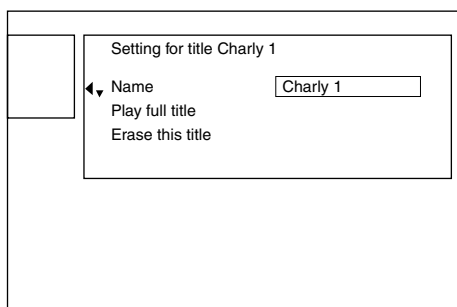 Setting for title Charly 1
Name Charly 1
Play full title
Erase this title